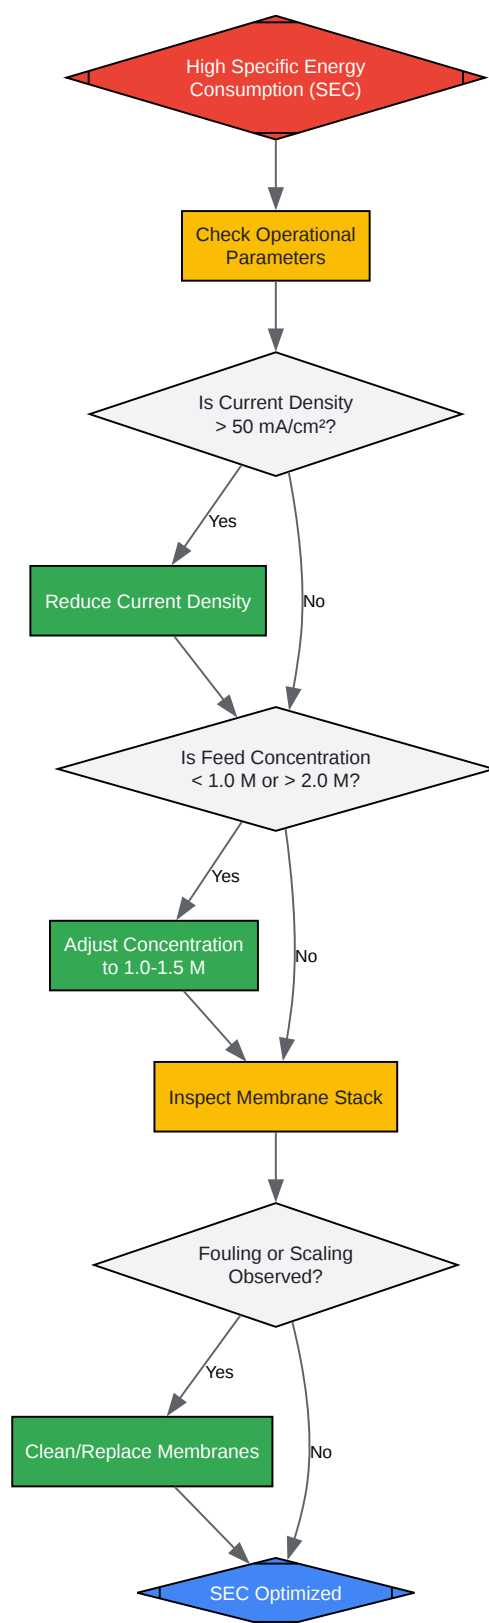 High Specific Energy
Consumption (SEC)
Check Operational
Parameters
Is Current Density
> 50 mA/cm²?
Yes
Reduce Current Density
No
Is Feed Concentration
< 1.0 M or > 2.0 M?
Yes
Adjust Concentration
to 1.0-1.5 M
No
Inspect Membrane Stack
Fouling or Scaling
Observed?
Yes
Clean/Replace Membranes
No
SEC Optimized